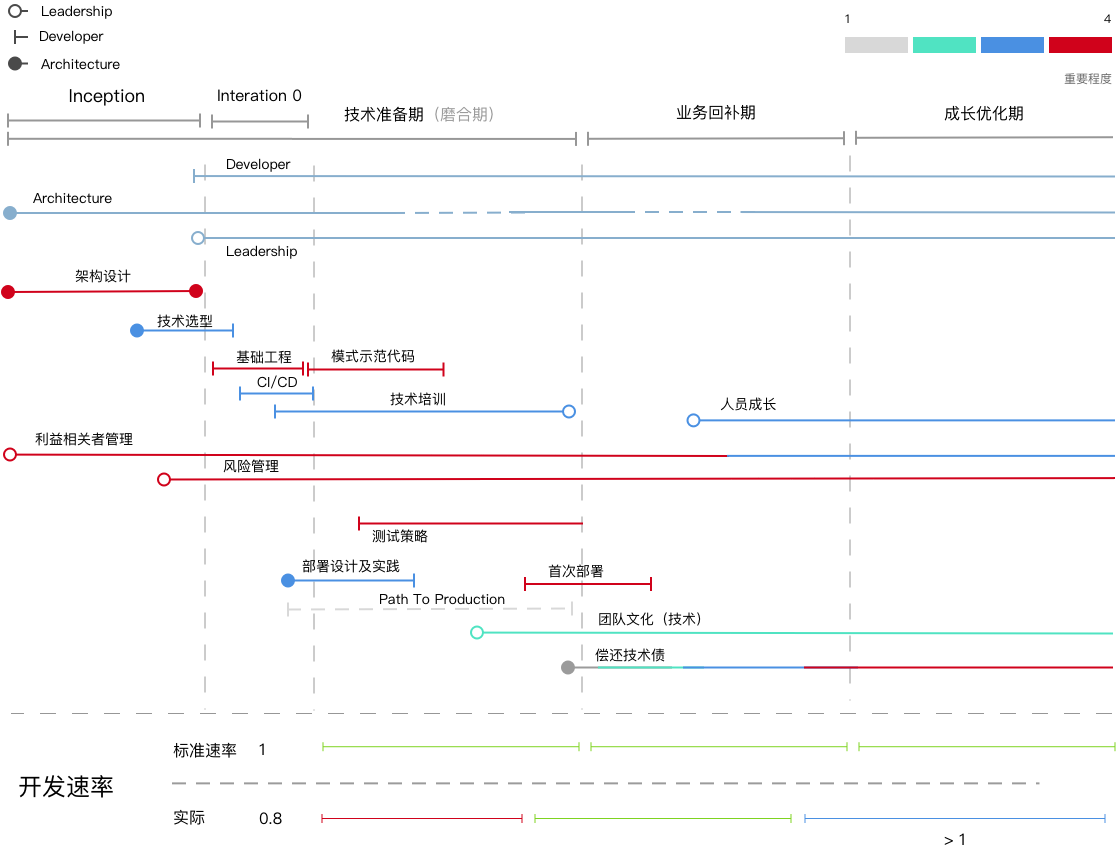 Leadership
Developer
Architecture
1
4
重要程度
Inception
Interation 0
技术准备期（磨合期）
业务回补期
成长优化期
Developer
Architecture
Leadership
架构设计
技术选型
基础工程
模式示范代码
CI/CD
技术培训
人员成长
利益相关者管理
风险管理
测试策略
部署设计及实践
首次部署
Path To Production
团队文化（技术）
偿还技术债
开发速率
标准速率 1
实际 0.8
> 1